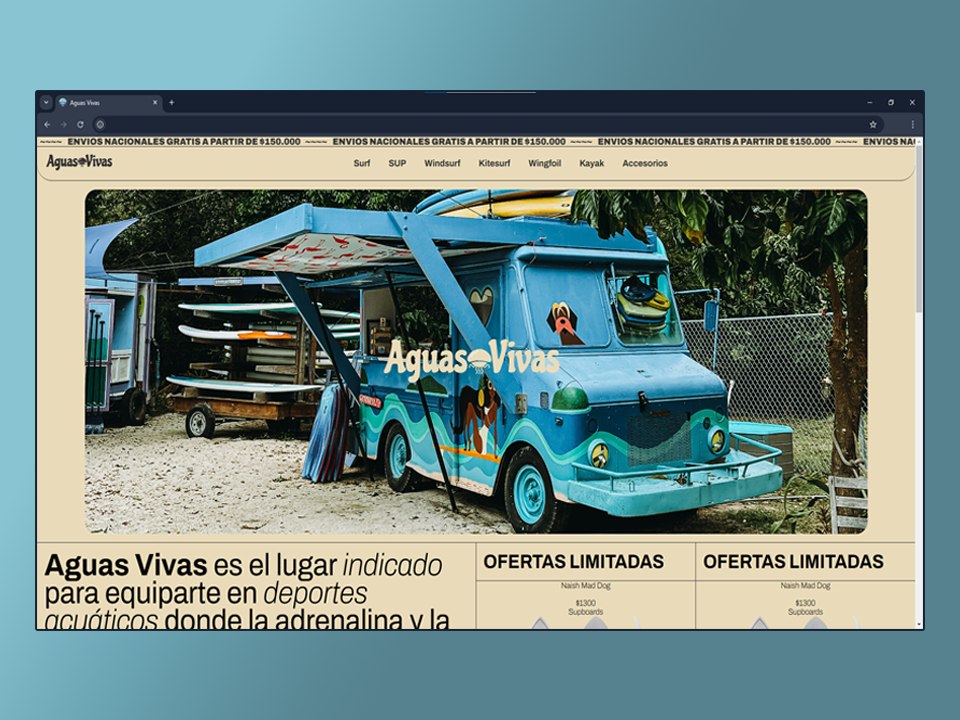 Aguas Vivas
~~~~ ENVIOS NACIONALES GRATIS A PARTIR DE $150.000 ~~~~ ENVIOS NACIONALES GRATIS A PARTIR DE $150.000 ~~~~ ENVIOS NACIONALES GRATIS A PARTIR DE $150.000 ~~~~ ENVIOS NA
Aguas Vivas
Surf SUP Windsurf Kitesurf Wingfoil Kayak Accesorios
Aguas Vivas
Aguas Vivas es el lugar indicado
para equiparte en deportes
acuáticos donde la adrenalina y la
OFERTAS LIMITADAS
Naish Mad Dog
$1300
Supboards
OFERTAS LIMITADAS
Naish Mad Dog
$1300
Supboards